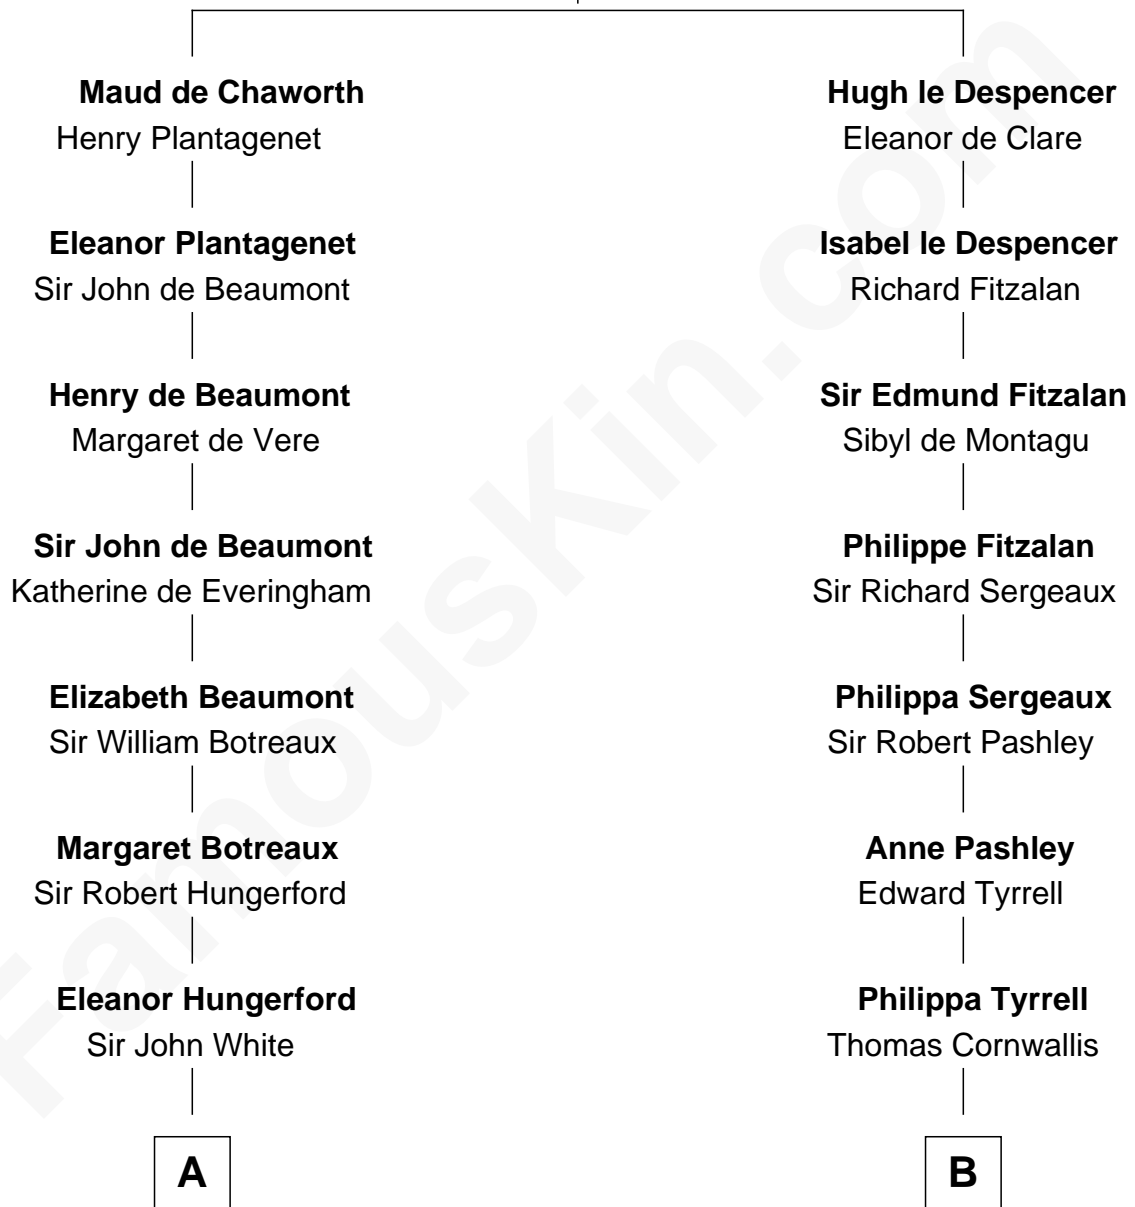 Maud de Chaworth
Henry Plantagenet
Eleanor Plantagenet
Sir John de Beaumont
Henry de Beaumont
Margaret de Vere
Sir John de Beaumont
Katherine de Everingham
Elizabeth Beaumont
Sir William Botreaux
Margaret Botreaux
Sir Robert Hungerford
Eleanor Hungerford
Sir John White
A
Hugh le Despencer
Eleanor de Clare
Isabel le Despencer
Richard Fitzalan
Sir Edmund Fitzalan
Sibyl de Montagu
Philippe Fitzalan
Sir Richard Sergeaux
Philippa Sergeaux
Sir Robert Pashley
Anne Pashley
Edward Tyrrell
Philippa Tyrrell
Thomas Cornwallis
B
FamousKin.com